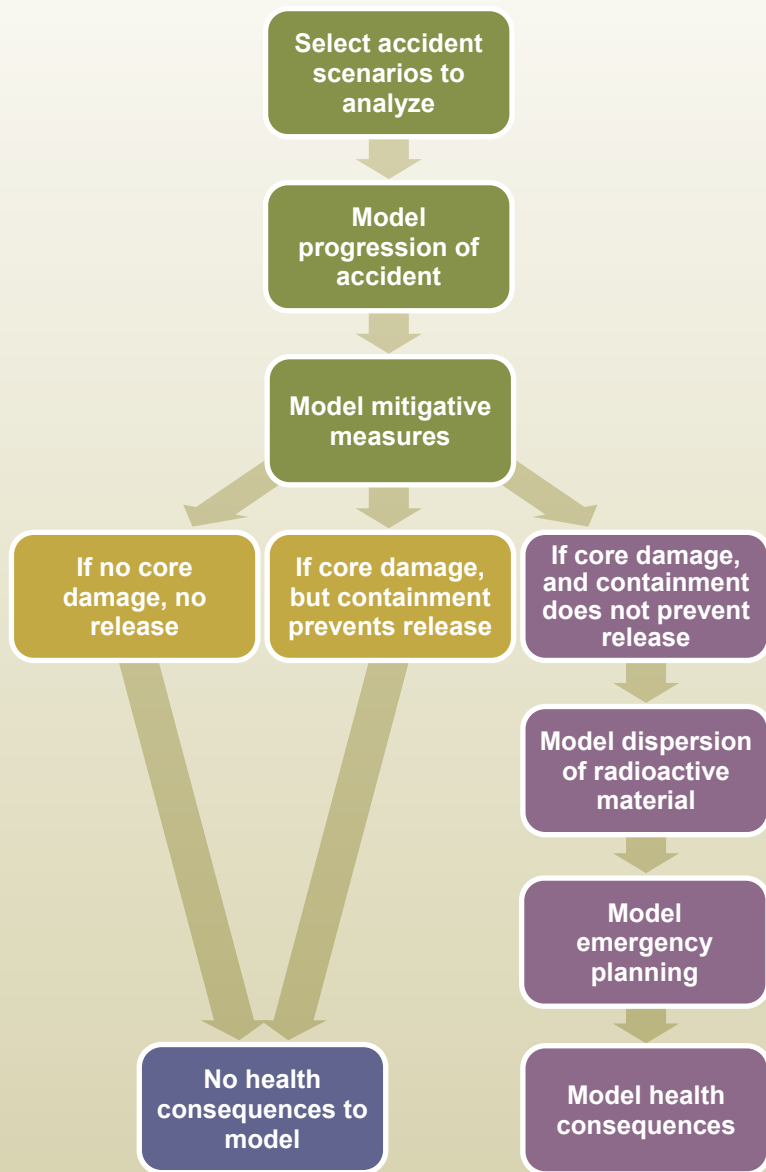 Select accident
scenarios to
analyze
Model
progression of
accident
Model mitigative
measures
If no core
damage, no
release
If core damage,
but containment
prevents release
If core damage,
and containment
does not prevent
release
Model dispersion
of radioactive
material
Model
emergency
planning
No health
consequences to
model
Model health
consequences